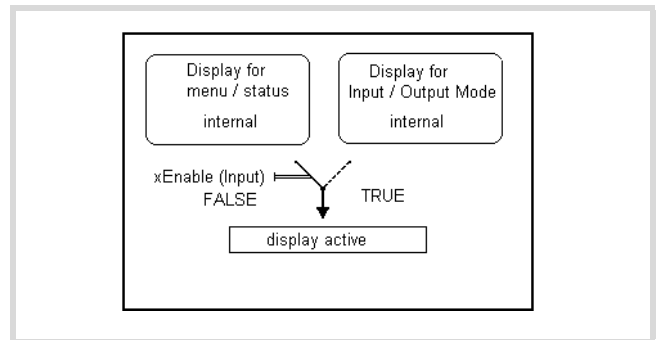 Display for
menu / status
internal
Display for
Input / Output Mode
internal
xEnable (Input)
FALSE
TRUE
display active